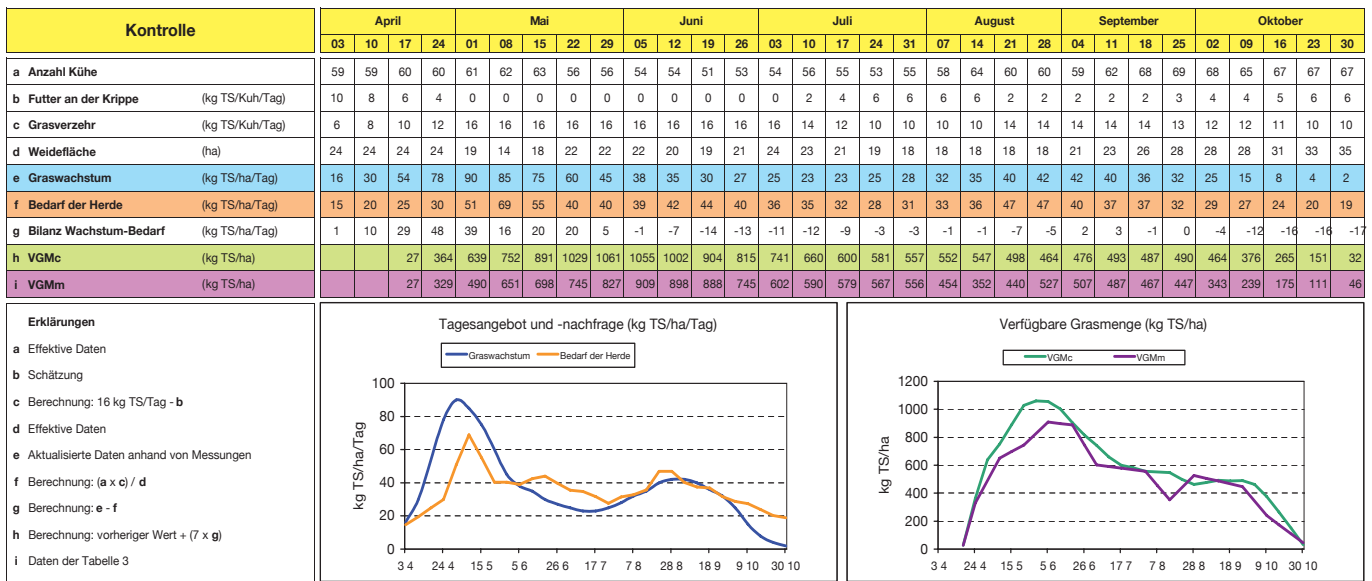 Kontrolle
April Mai Juni Juli August September Oktober
03 10 17 24 01 08 15 22 29 05 12 19 26 03 10 17 24 31 07 14 21 28 04 11 18 25 02 09 16 23 30
a Anzahl Kühe 59 59 60 60 61 62 63 56 56 54 54 51 53 54 56 55 53 55 58 64 60 60 59 62 68 69 68 65 67 67 67
b Futter an der Krippe (kg TS/Kuh/Tag) 10 8 6 4 0 0 0 0 0 0 0 0 0 0 2 4 6 6 6 6 2 2 2 2 2 3 4 4 5 6 6
c Grasverzehr (kg TS/Kuh/Tag) 6 8 10 12 16 16 16 16 16 16 16 16 16 16 14 12 10 10 10 10 14 14 14 14 14 13 12 12 11 10 10
d Weidefläche (ha) 24 24 24 24 19 14 18 22 22 22 20 19 21 24 23 21 19 18 18 18 18 18 21 23 26 28 28 28 31 33 35
e Graswachstum (kg TS/ha/Tag) 16 30 54 78 90 85 75 60 45 38 35 30 27 25 23 23 25 28 32 35 40 42 42 40 36 32 25 15 8 4 2
f Bedarf der Herde (kg TS/ha/Tag) 15 20 25 30 51 69 55 40 40 39 42 44 40 36 35 32 28 31 33 36 47 47 40 37 37 32 29 27 24 20 19
g Bilanz Wachstum-Bedarf (kg TS/ha/Tag) 1 10 29 48 39 16 20 20 5 -1 -7 -14 -13 -11 -12 -9 -3 -3 -1 -1 -7 -5 2 3 -1 0 -4 -12 -16 -16 -17
h VGMc (kg TS/ha) 27 364 639 752 891 1029 1061 1055 1002 904 815 741 660 600 581 557 552 547 498 464 476 493 487 490 464 376 265 151 32
i VGMm (kg TS/ha) 27 329 490 651 698 745 827 909 898 888 745 602 590 579 567 556 454 352 440 527 507 487 467 447 343 239 175 111 46
Erklärungen
a Effektive Daten
b Schätzung
c Berechnung: 16 kg TS/Tag - b
d Effektive Daten
e Aktualisierte Daten anhand von Messungen
f Berechnung: (a x c) / d
g Berechnung: e - f
h Berechnung: vorheriger Wert + (7 x g)
i Daten der Tabelle 3
Tagesangebot und -nachfrage (kg TS/ha/Tag)
Graswachstum Bedarf der Herde
kg TS/ha/Tag
100
80
60
40
20
0
3 4 24 4 15 5 5 6 26 6 17 7 7 8 28 8 18 9 9 10 30 10
Verfügbare Grasmenge (kg TS/ha)
VGMc VGMm
kg TS/ha
1200
1000
800
600
400
200
0
3 4 24 4 15 5 5 6 26 6 17 7 7 8 28 8 18 9 9 10 30 10